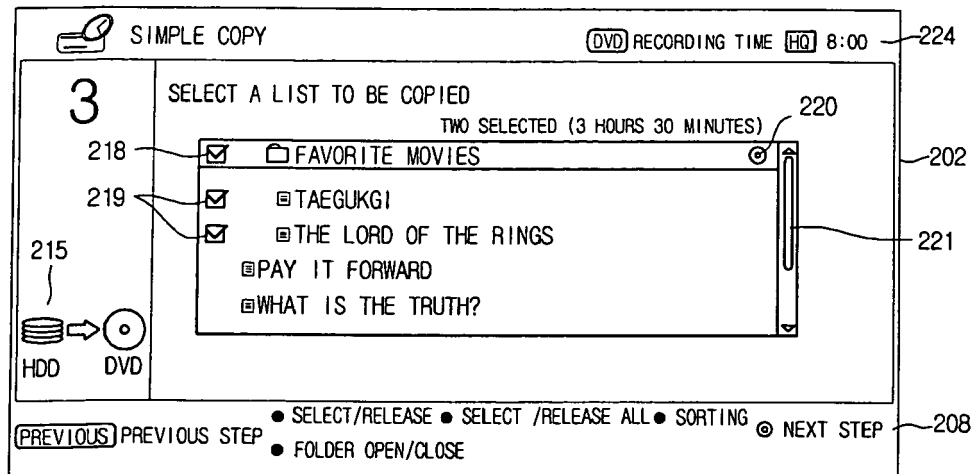 SIMPLE COPY
DVD RECORDING TIME HQ 8:00
224
3
SELECT A LIST TO BE COPIED
TWO SELECTED (3 HOURS 30 MINUTES)
220
218
FAVORITE MOVIES
202
219
TAEGUKGI
THE LORD OF THE RINGS
221
215
PAY IT FORWARD
WHAT IS THE TRUTH?
HDD DVD
PREVIOUS PREVIOUS STEP
● SELECT/RELEASE ● SELECT /RELEASE ALL ● SORTING
● FOLDER OPEN/CLOSE
◎ NEXT STEP
208